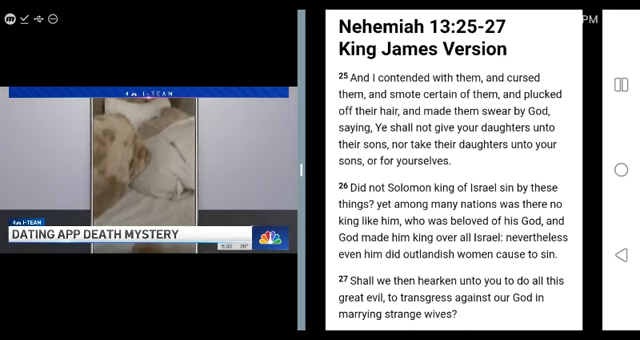 4 I-TEAM
4 I-TEAM
DATING APP DEATH MYSTERY
11:33 20°
PM
Nehemiah 13:25-27
King James Version
25 And I contended with them, and cursed
them, and smote certain of them, and plucked
off their hair, and made them swear by God,
saying, Ye shall not give your daughters unto
their sons, nor take their daughters unto your
sons, or for yourselves.
26 Did not Solomon king of Israel sin by these
things? yet among many nations was there no
king like him, who was beloved of his God, and
God made him king over all Israel: nevertheless
even him did outlandish women cause to sin.
27 Shall we then hearken unto you to do all this
great evil, to transgress against our God in
marrying strange wives?